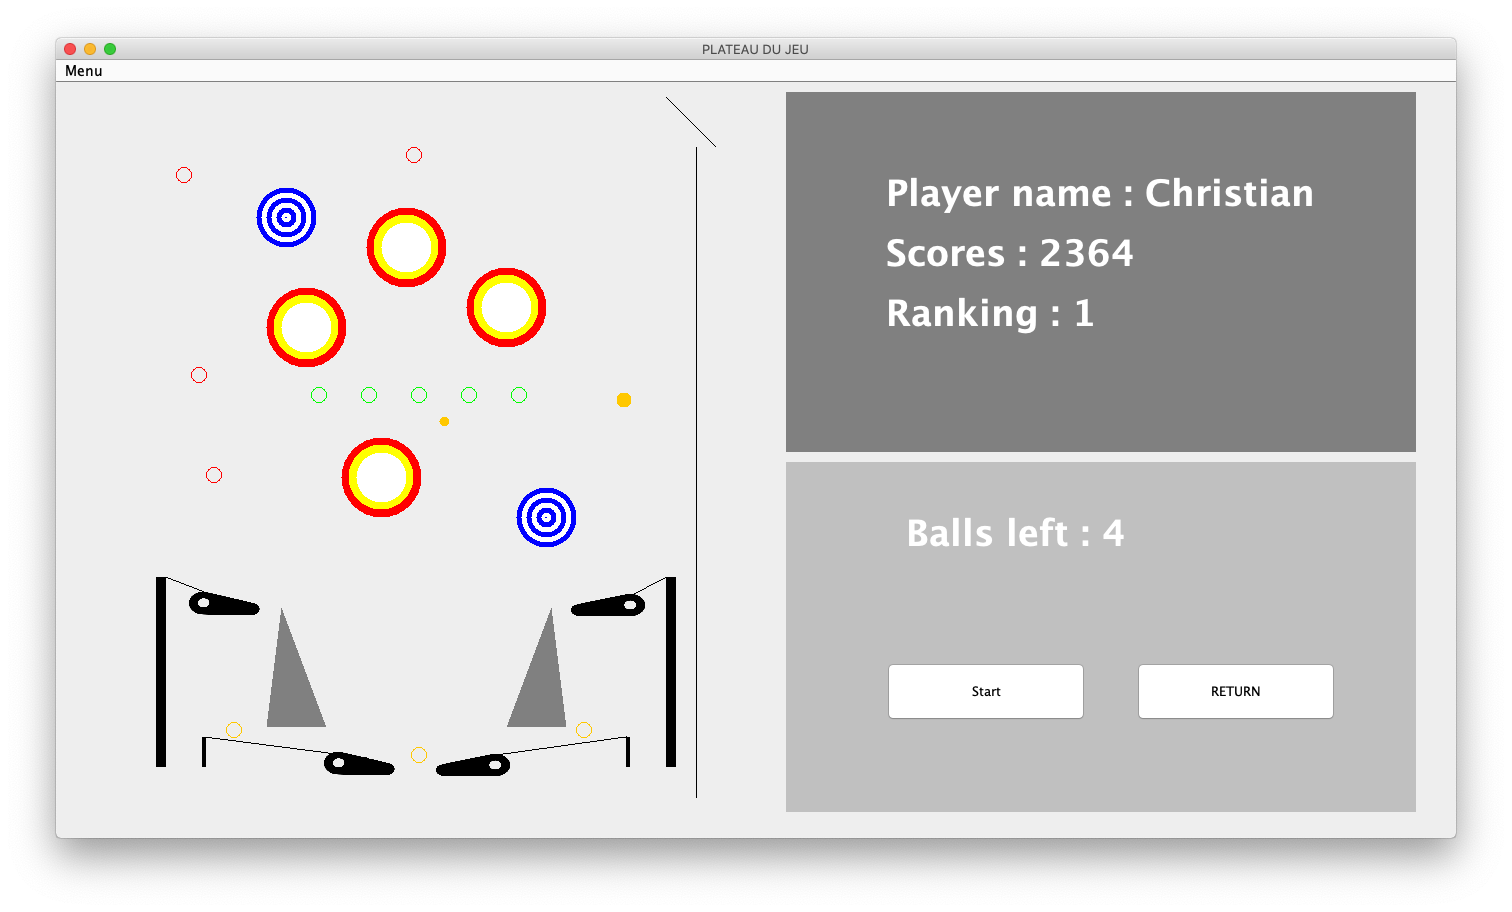 PLATEAU DU JEU
Menu
Player name : Christian
Scores : 2364
Ranking : 1
Balls left : 4
Start
RETURN